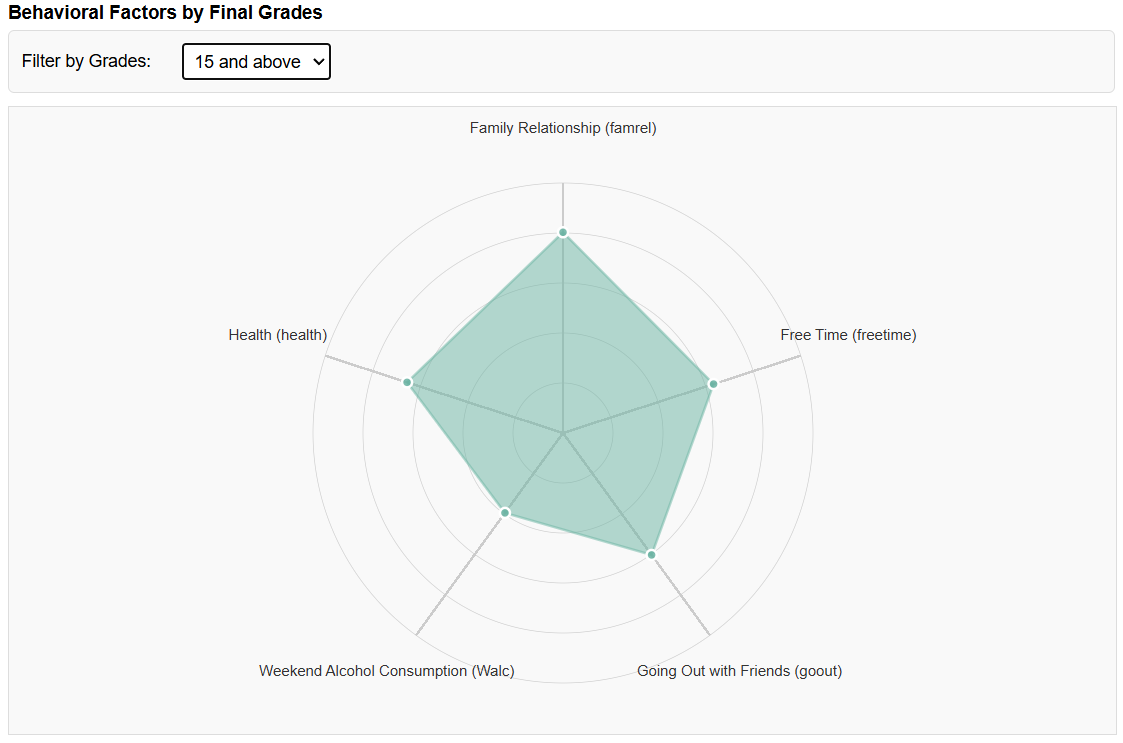 Behavioral Factors by Final Grades
Filter by Grades: 15 and above
Family Relationship (famrel)
Health (health)
Free Time (freetime)
Weekend Alcohol Consumption (Walc)
Going Out with Friends (goout)